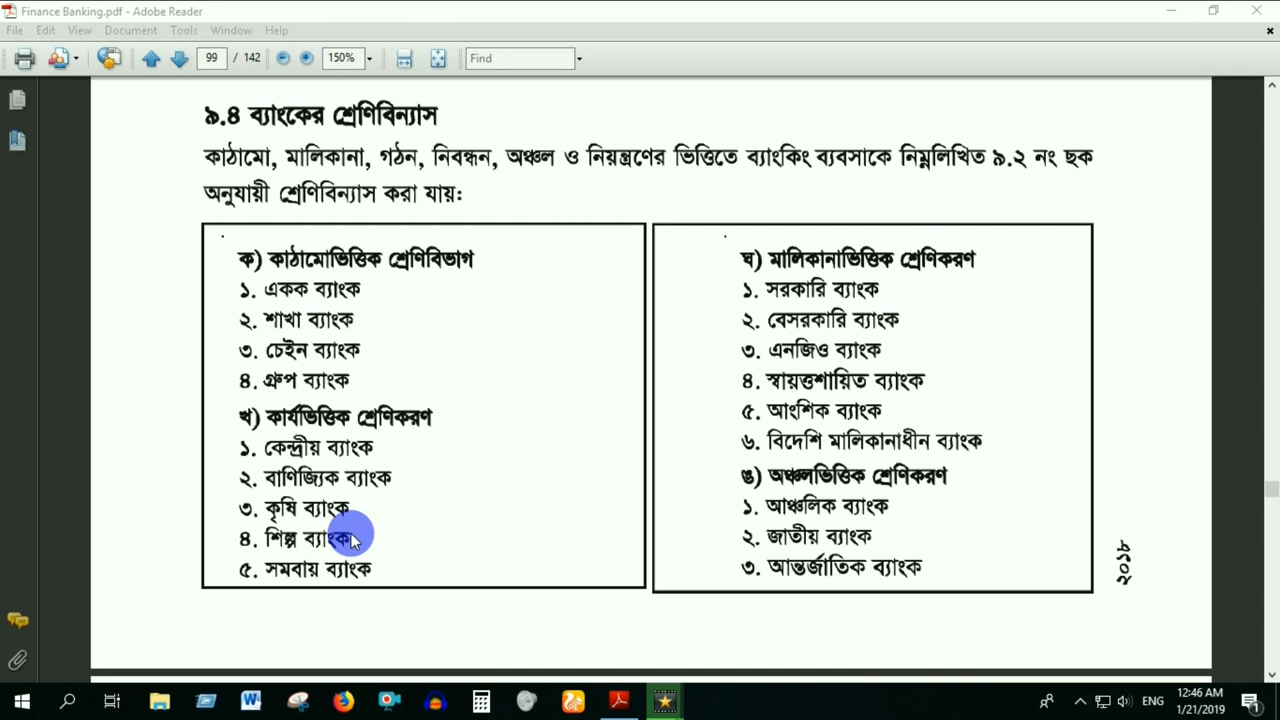 Finance Banking.pdf - Adobe Reader
File Edit View Document Tools Window Help
99 / 142 150% Find
৯.৪ ব্যাংকের শ্রেণিবিন্যাস
কাঠামো, মালিকানা, গঠন, নিবন্ধন, অঞ্চল ও নিয়ন্ত্রণের ভিত্তিতে ব্যাংকিং ব্যবসাকে নিম্নলিখিত ৯.২ নং ছক
অনুযায়ী শ্রেণিবিন্যাস করা যায়:
ক) কাঠামোভিত্তিক শ্রেণিবিভাগ
১. একক ব্যাংক
২. শাখা ব্যাংক
৩. চেইন ব্যাংক
৪. গ্রুপ ব্যাংক
খ) কার্যভিত্তিক শ্রেণিকরণ
১. কেন্দ্রীয় ব্যাংক
২. বাণিজ্যিক ব্যাংক
৩. কৃষি ব্যাংক
৪. শিল্প ব্যাংক
৫. সমবায় ব্যাংক
ঘ) মালিকানাভিত্তিক শ্রেণিকরণ
১. সরকারি ব্যাংক
২. বেসরকারি ব্যাংক
৩. এনজিও ব্যাংক
৪. স্বায়ত্তশায়িত ব্যাংক
৫. আংশিক ব্যাংক
৬. বিদেশি মালিকানাধীন ব্যাংক
ঙ) অঞ্চলভিত্তিক শ্রেণিকরণ
১. আঞ্চলিক ব্যাংক
২. জাতীয় ব্যাংক
৩. আন্তর্জাতিক ব্যাংক
২০১৮
ENG
12:46 AM
1/21/2019
1